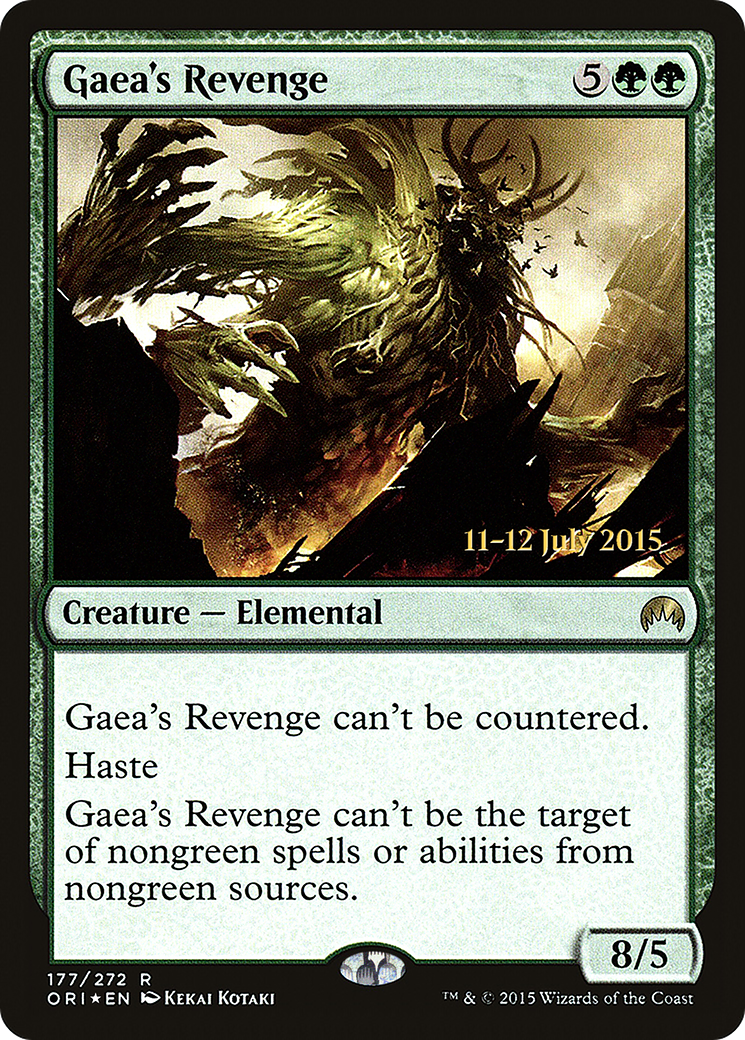 Gaea's Revenge 5
11–12 July 2015
Creature — Elemental
Gaea's Revenge can't be countered.
Haste
Gaea's Revenge can't be the target
of nongreen spells or abilities from
nongreen sources.
8/5
177/272 R
ORI★EN Kekai Kotaki
™ & © 2015 Wizards of the Coast